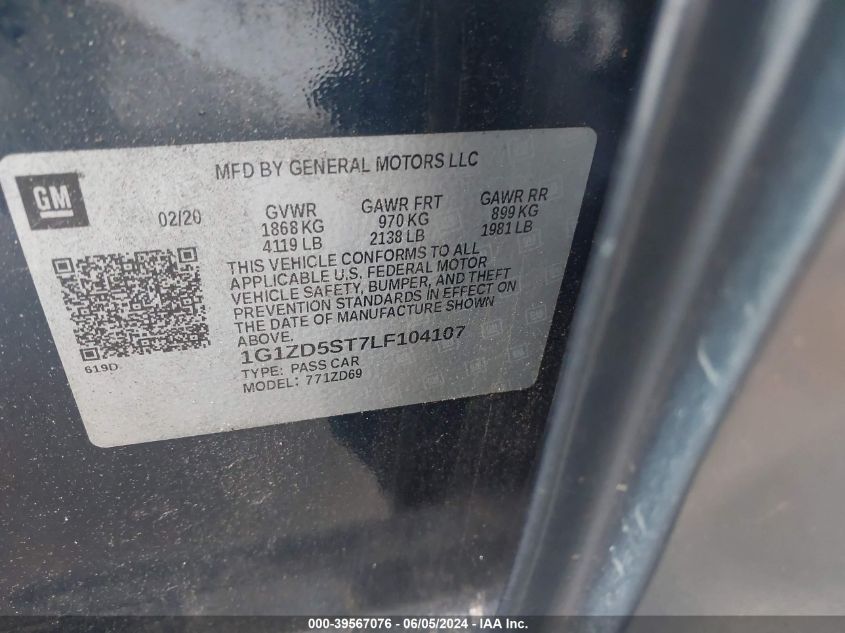 MFD BY GENERAL MOTORS LLC
GM
02/20
GVWR
1868 KG
4119 LB
GAWR FRT
970 KG
2138 LB
GAWR RR
899 KG
1981 LB
THIS VEHICLE CONFORMS TO ALL
APPLICABLE U.S. FEDERAL MOTOR
VEHICLE SAFETY, BUMPER, AND THEFT
PREVENTION STANDARDS IN EFFECT ON
THE DATE OF MANUFACTURE SHOWN
ABOVE.
1G1ZD5ST7LF104107
TYPE: PASS CAR
MODEL: 771ZD69
619D
000-39567076 - 06/05/2024 - IAA Inc.